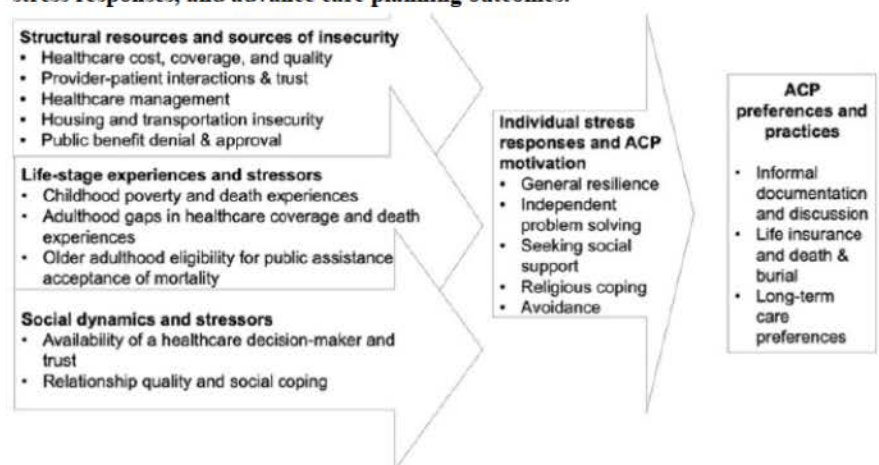 stress responses, and advance care planning outcomes.
Structural resources and sources of insecurity
• Healthcare cost, coverage, and quality
• Provider-patient interactions & trust
• Healthcare management
• Housing and transportation insecurity
• Public benefit denial & approval
Life-stage experiences and stressors
• Childhood poverty and death experiences
• Adulthood gaps in healthcare coverage and death
experiences
• Older adulthood eligibility for public assistance
acceptance of mortality
Social dynamics and stressors
• Availability of a healthcare decision-maker and
trust
• Relationship quality and social coping
Individual stress
responses and ACP
motivation
• General resilience
• Independent
problem solving
• Seeking social
support
• Religious coping
• Avoidance
ACP
preferences and
practices
• Informal
documentation
and discussion
• Life insurance
and death &
burial
• Long-term
care
preferences